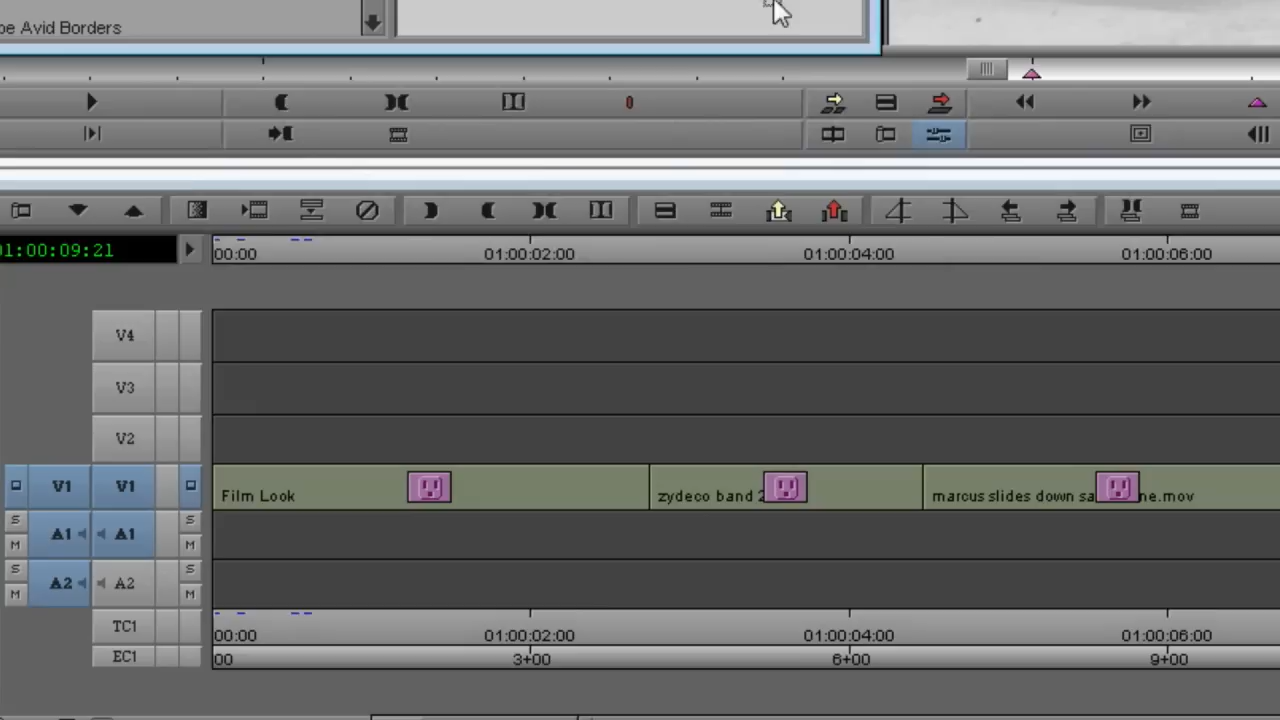 pe Avid Borders
01:00:09:21
00:00 01:00:02:00 01:00:04:00 01:00:06:00
V4
V3
V2
V1 V1 Film Look zydeco band 2 marcus slides down sa ne.mov
S A1 A1 S
M M
S A2 A2 S
M M
TC1 00:00 01:00:02:00 01:00:04:00 01:00:06:00
EC1 00 3+00 6+00 9+00